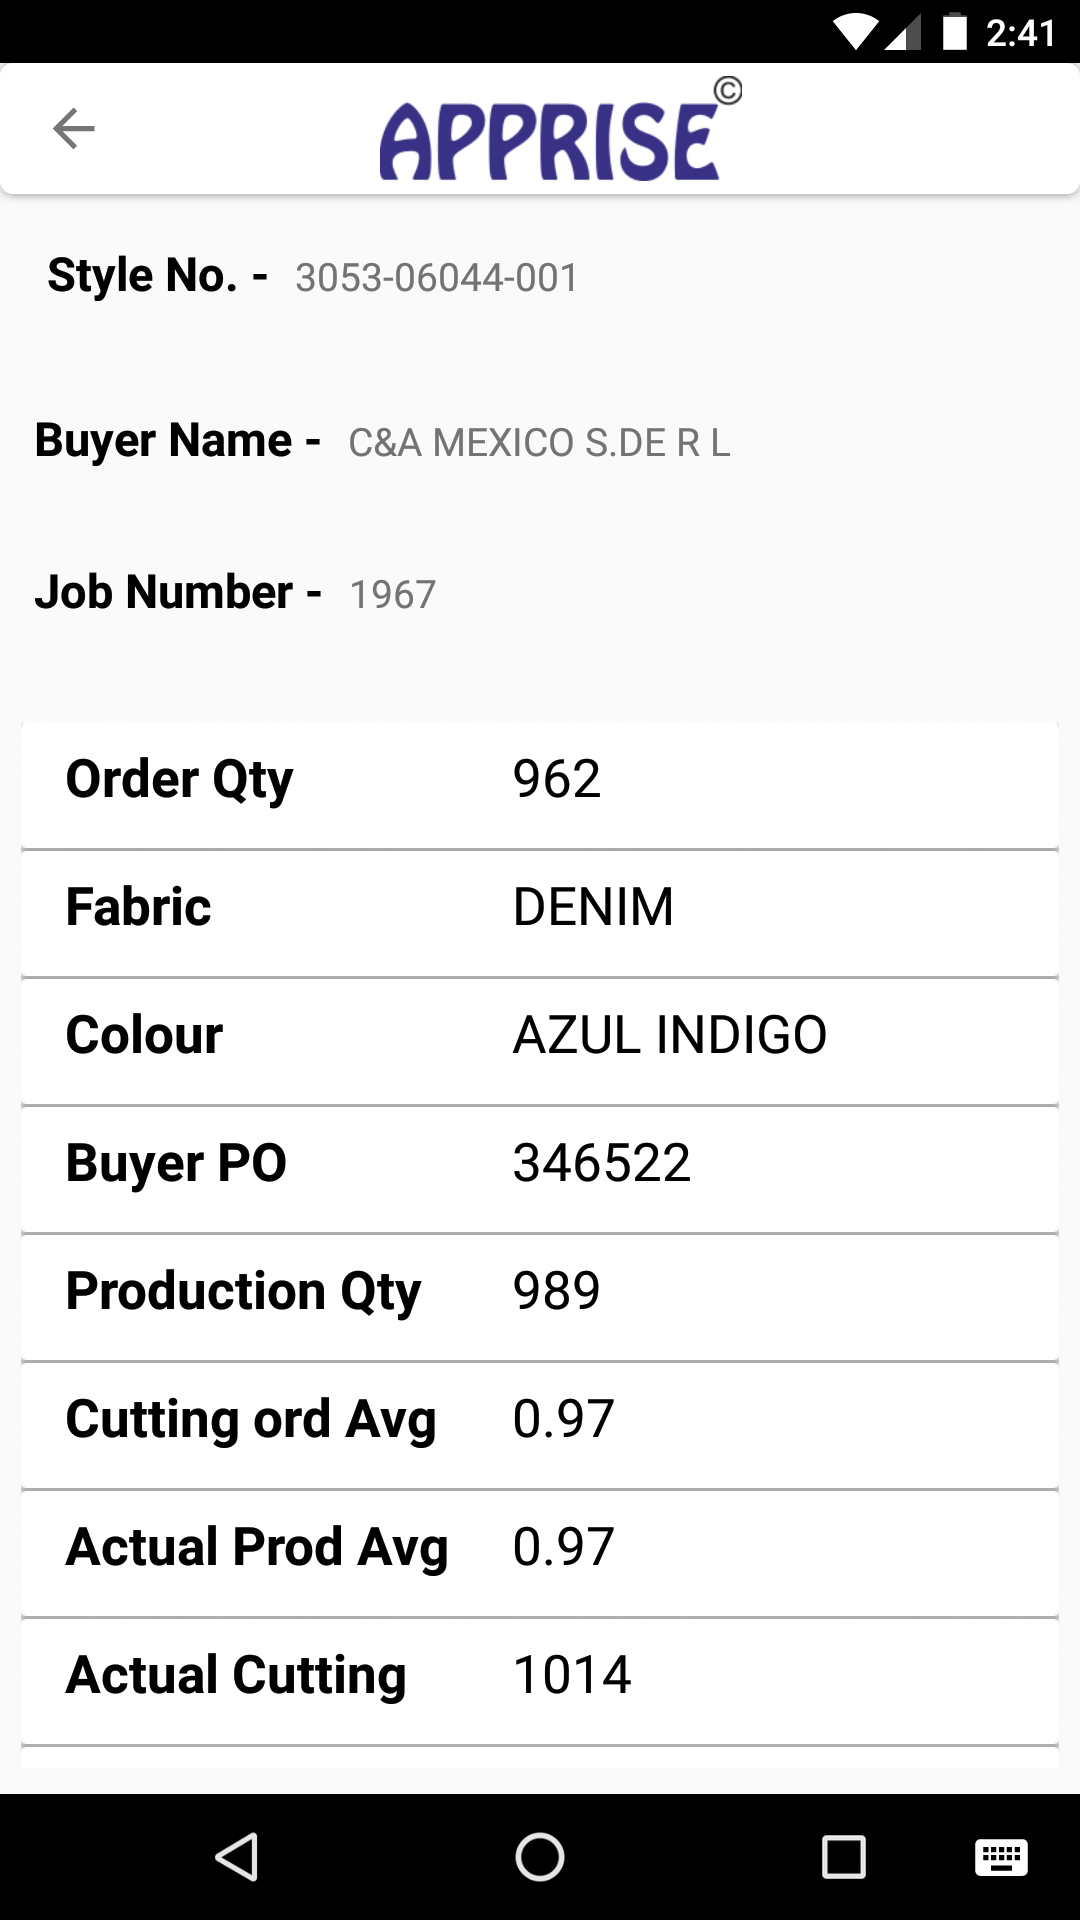 2:41
APPRISE©
Style No. - 3053-06044-001
Buyer Name - C&A MEXICO S.DE R L
Job Number - 1967
Order Qty 962
Fabric DENIM
Colour AZUL INDIGO
Buyer PO 346522
Production Qty 989
Cutting ord Avg 0.97
Actual Prod Avg 0.97
Actual Cutting 1014